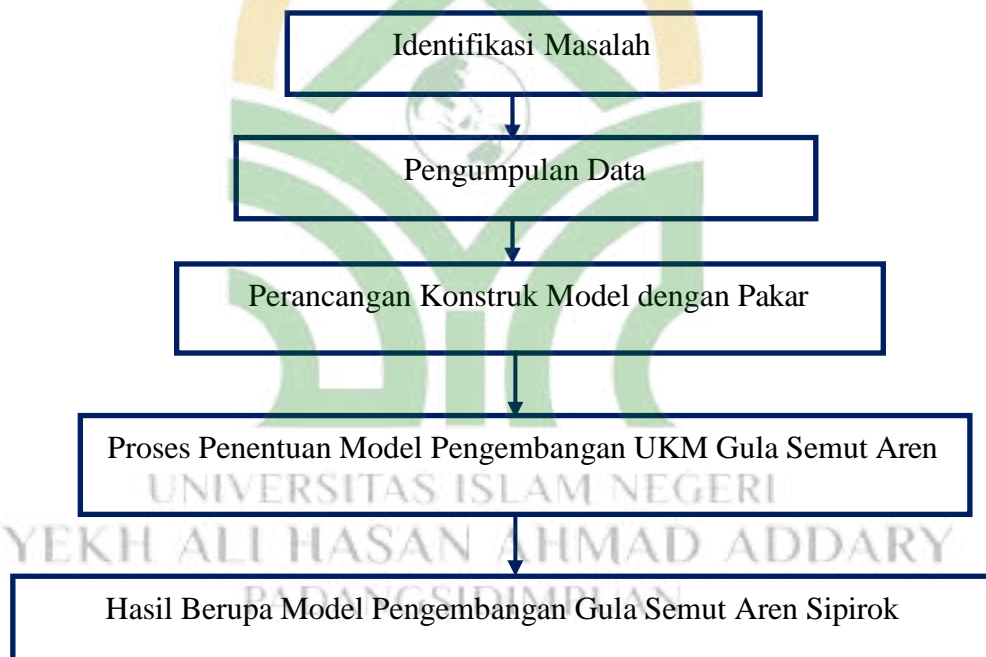 Identifikasi Masalah
Pengumpulan Data
Perancangan Konstruk Model dengan Pakar
Proses Penentuan Model Pengembangan UKM Gula Semut Aren
UNIVERSITAS ISLAM NEGERI
YEKH ALI HASAN AHMAD ADDARY
Hasil Berupa Model Pengembangan Gula Semut Aren Sipirok
PADANGSIDIMPUAN